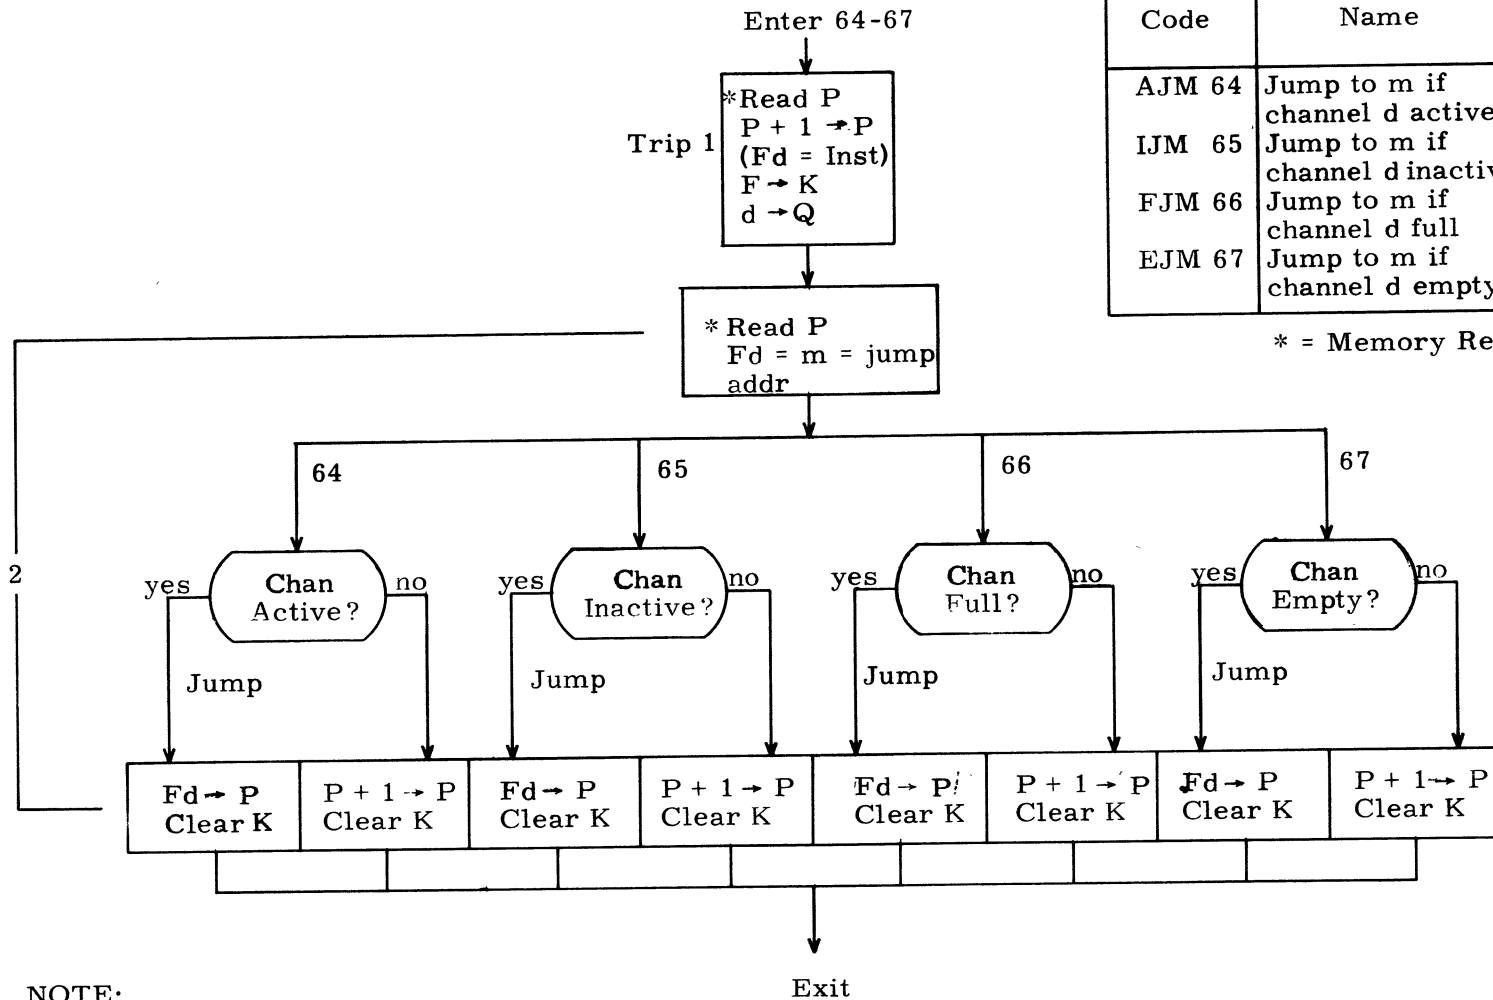 Enter 64-67
Code Name
Trip 1
*Read P
P + 1 → P
(Fd = Inst)
F → K
d → Q
AJM 64 Jump to m if
channel d active
IJM 65 Jump to m if
channel d
FJM 66 Jump to m if
channel d full
EJM 67 Jump to m if
channel d empty
* = Memory
* Read P
Fd = m = jump
addr
64 65 66 67
2
yes Chan Active? no
yes Chan Inactive? no
yes Chan Full? no
yes Chan Empty? no
Jump Jump Jump Jump
Fd → P
Clear K
P + 1 → P
Clear K
Fd → P
Clear K
P + 1 → P
Clear K
Fd → P
Clear K
P + 1 → P
Clear K
Fd → P
Clear K
P + 1 → P
Clear K
Exit
NOTE: